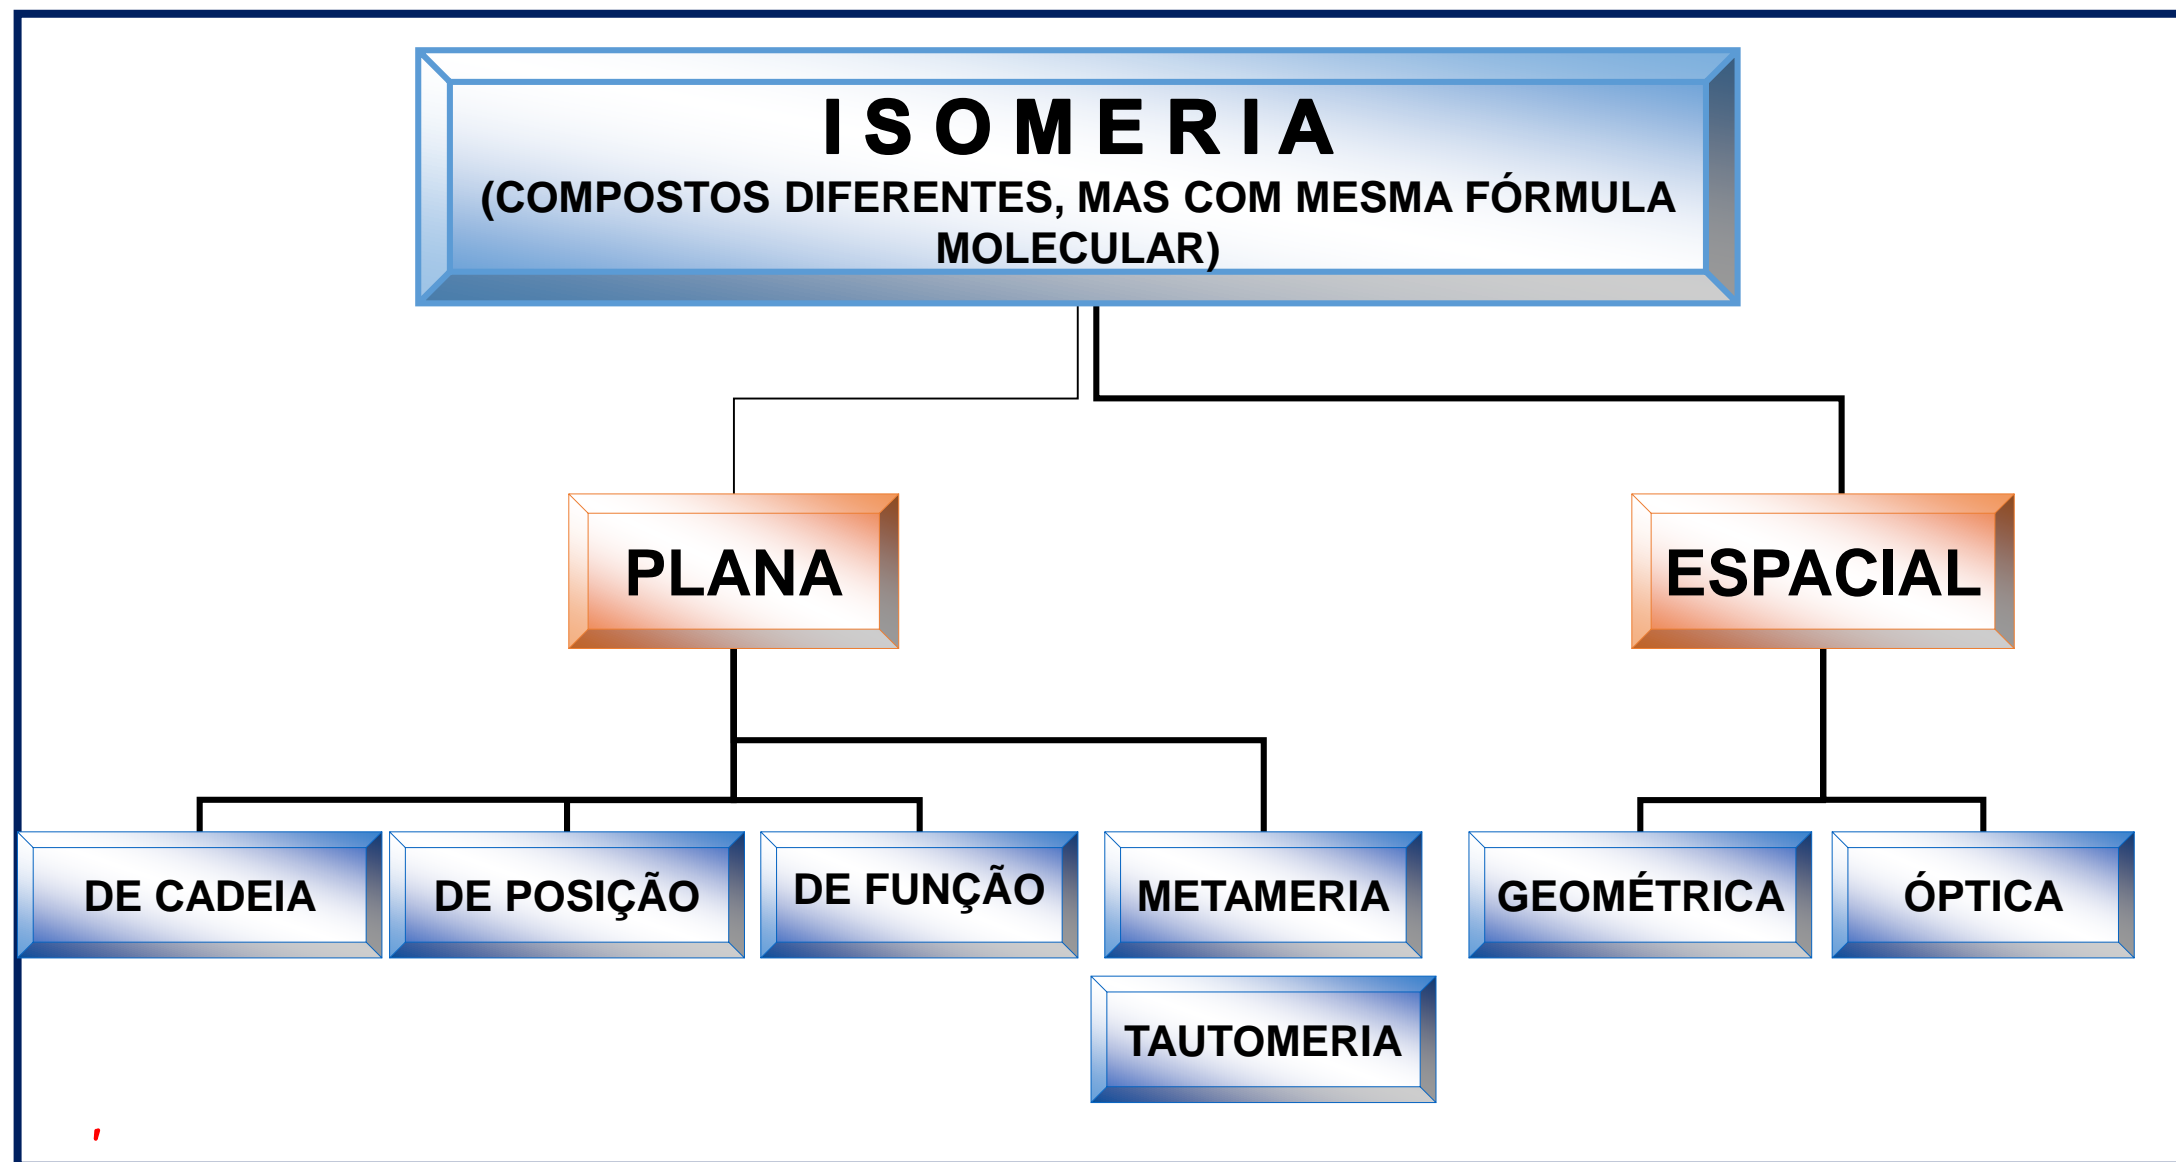 I S O M E R I A
(COMPOSTOS DIFERENTES, MAS COM MESMA FÓRMULA
MOLECULAR)
PLANA
ESPACIAL
DE CADEIA
DE POSIÇÃO
DE FUNÇÃO
METAMERIA
GEOMÉTRICA
ÓPTICA
TAUTOMERIA